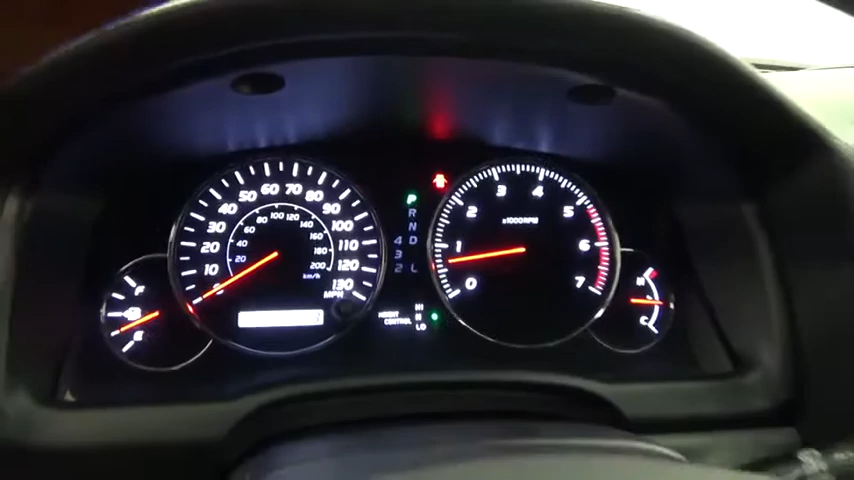 10 20 30 40 50 60 70 80 90 100 110 120 130
MPH
20 40 60 80 100 120 140 160 180 200
km/h
F
E
P
R
N
D
4
3
2 L
HEIGHT
CONTROL
HI
N
LO
0 1 2 3 4 5 6 7
x1000RPM
H
C